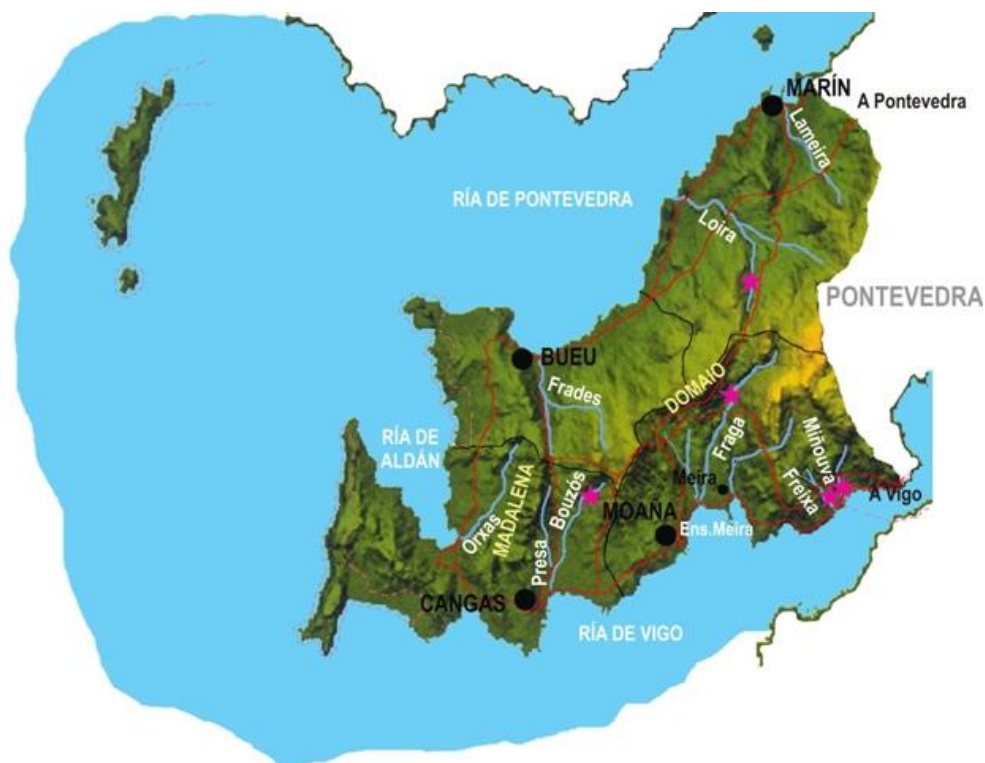 MARÍN
A Pontevedra
Lameira
RÍA DE PONTEVEDRA
Loira
PONTEVEDRA
BUEU
Frades
DOMAIO
RÍA DE
ALDÁN
Fraga
Miñouva
Meira
Freixa
A Vigo
Orxas
MADALENA
Bouzós
Presa
MOAÑA
Ens.Meira
CANGAS
RÍA DE VIGO